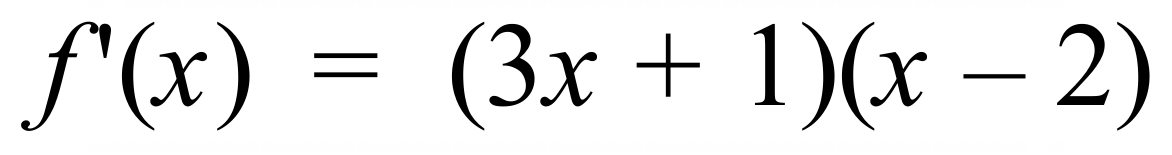 f'(x) = (3x + 1)(x − 2)